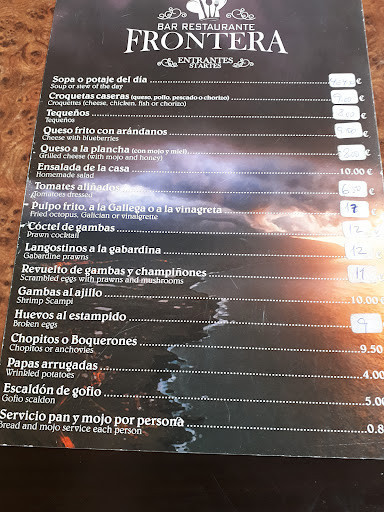 BAR RESTAURANTE
FRONTERA
ENTRANTES
STARTES
Sopa o potaje del día
Soup or stew of the day
Croquetas caseras (queso, pollo, pescado o chorizo) €
Croquettes (cheese, chicken, fish or chorizo)
Tequeños €
Tequeños
Queso frito con arándanos €
Cheese with blueberries
Queso a la plancha (con mojo y miel) €
Grilled cheese (with mojo and honey)
Ensalada de la casa 10.00 €
Homemade salad
Tomates aliñados €
Tomatoes dressed
Pulpo frito, a la Gallega o a la vinagreta 17 €
Fried octopus, Galician or vinaigrette
Cóctel de gambas 12 €
Prawn cocktail
Langostinos a la gabardina 12 €
Gabardine prawns
Revuelto de gambas y champiñones 11 €
Scrambled eggs with prawns and mushrooms
Gambas al ajillo 10.00 €
Shrimp Scampi
Huevos al estampido 9
Broken eggs
Chopitos o Boquerones 9.50
Chopitos or anchovies
Papas arrugadas 4.00
Wrinkled potatoes
Escaldón de gofio 5.00
Gofio scaldon
Servicio pan y mojo por persona 0.8
Bread and mojo service each person